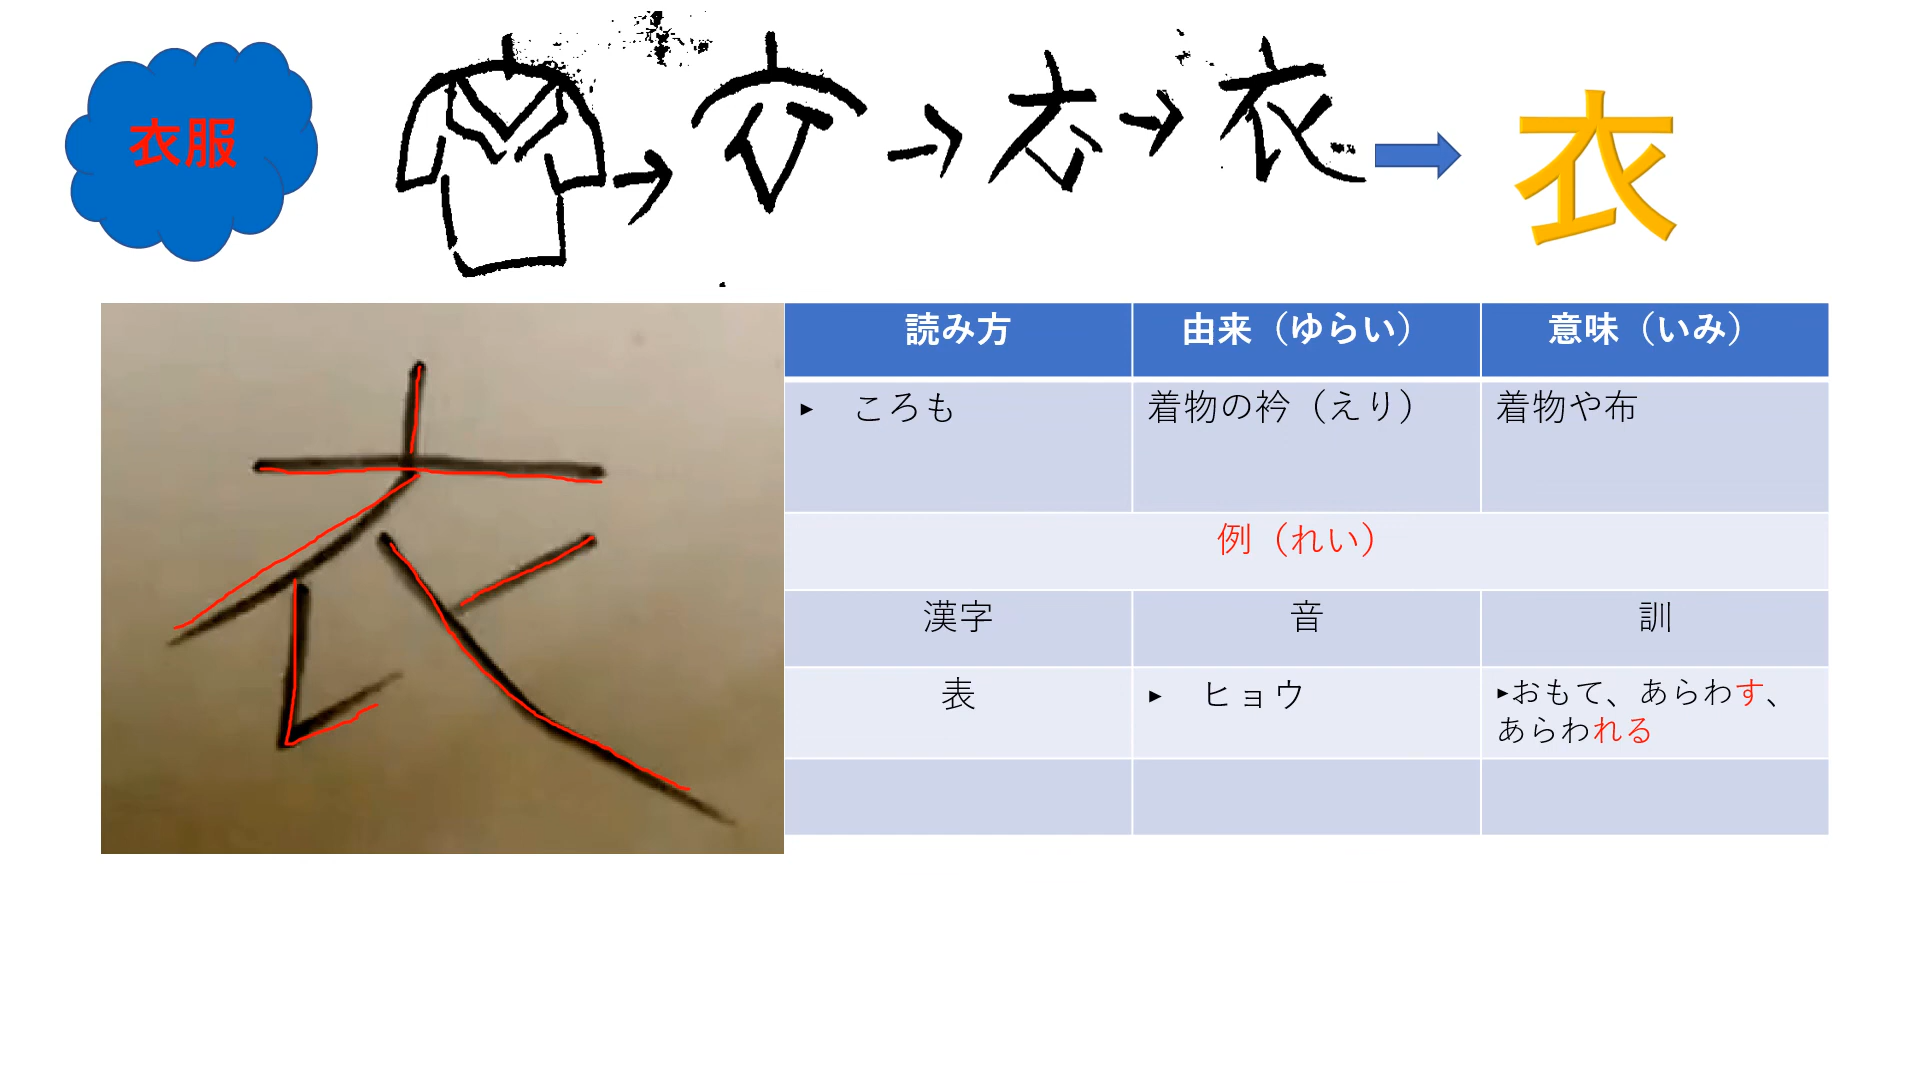 衣服
衣
衣
読み方 由来（ゆらい） 意味（いみ）
▸ ころも 着物の衿（えり） 着物や布
例（れい）
漢字 音 訓
表 ▸ ヒョウ ▸おもて、あらわす、
あらわれる
衣